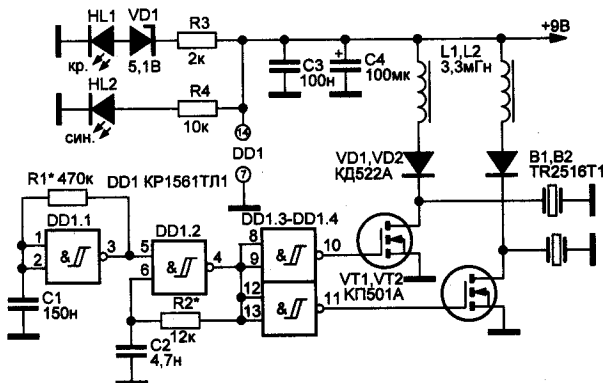 HL1 VD1 R3
кр. 5,1В 2к
+9В
HL2 R4
син. 10к
C3
100н
+
C4
100мк
L1,L2
3,3мГн
14
DD1
7
VD1,VD2
КД522А
B1,B2
TR2516T1
R1* 470к
DD1 КР1561ТЛ1
DD1.1
1
2
&
3
DD1.2
5
6
&
4
DD1.3-DD1.4
8
9
&
10
12
13
&
11
VT1,VT2
КП501А
C1
150н
R2*
12к
C2
4,7н